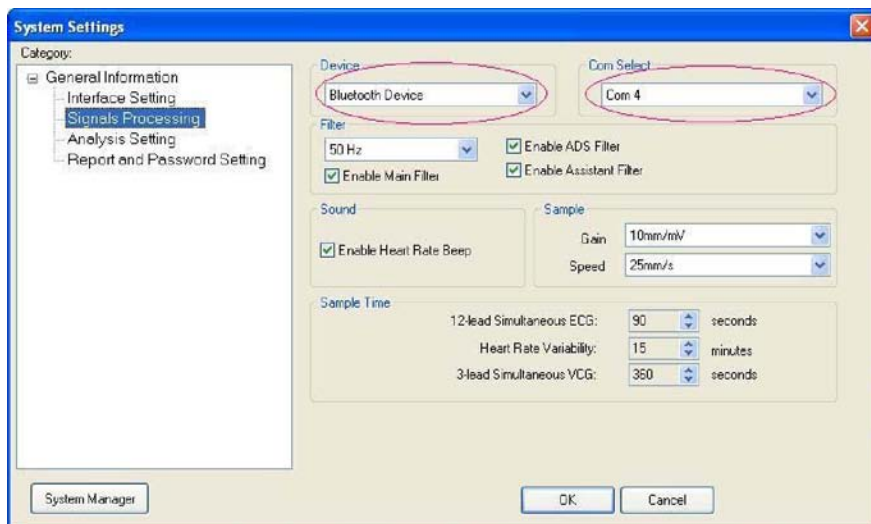 System Settings
Category:
General Information
Interface Setting
Signals Processing
Analysis Setting
Report and Password Setting
Device
Bluetooth Device
Com Select
Com 4
Filter
50 Hz
Enable ADS Filter
Enable Main Filter
Enable Assistant Filter
Sound
Enable Heart Rate Beep
Sample
Gain 10mm/mV
Speed 25mm/s
Sample Time
12-lead Simultaneous ECG: 90 seconds
Heart Rate Variability: 15 minutes
3-lead Simultaneous VCG: 360 seconds
System Manager
OK
Cancel